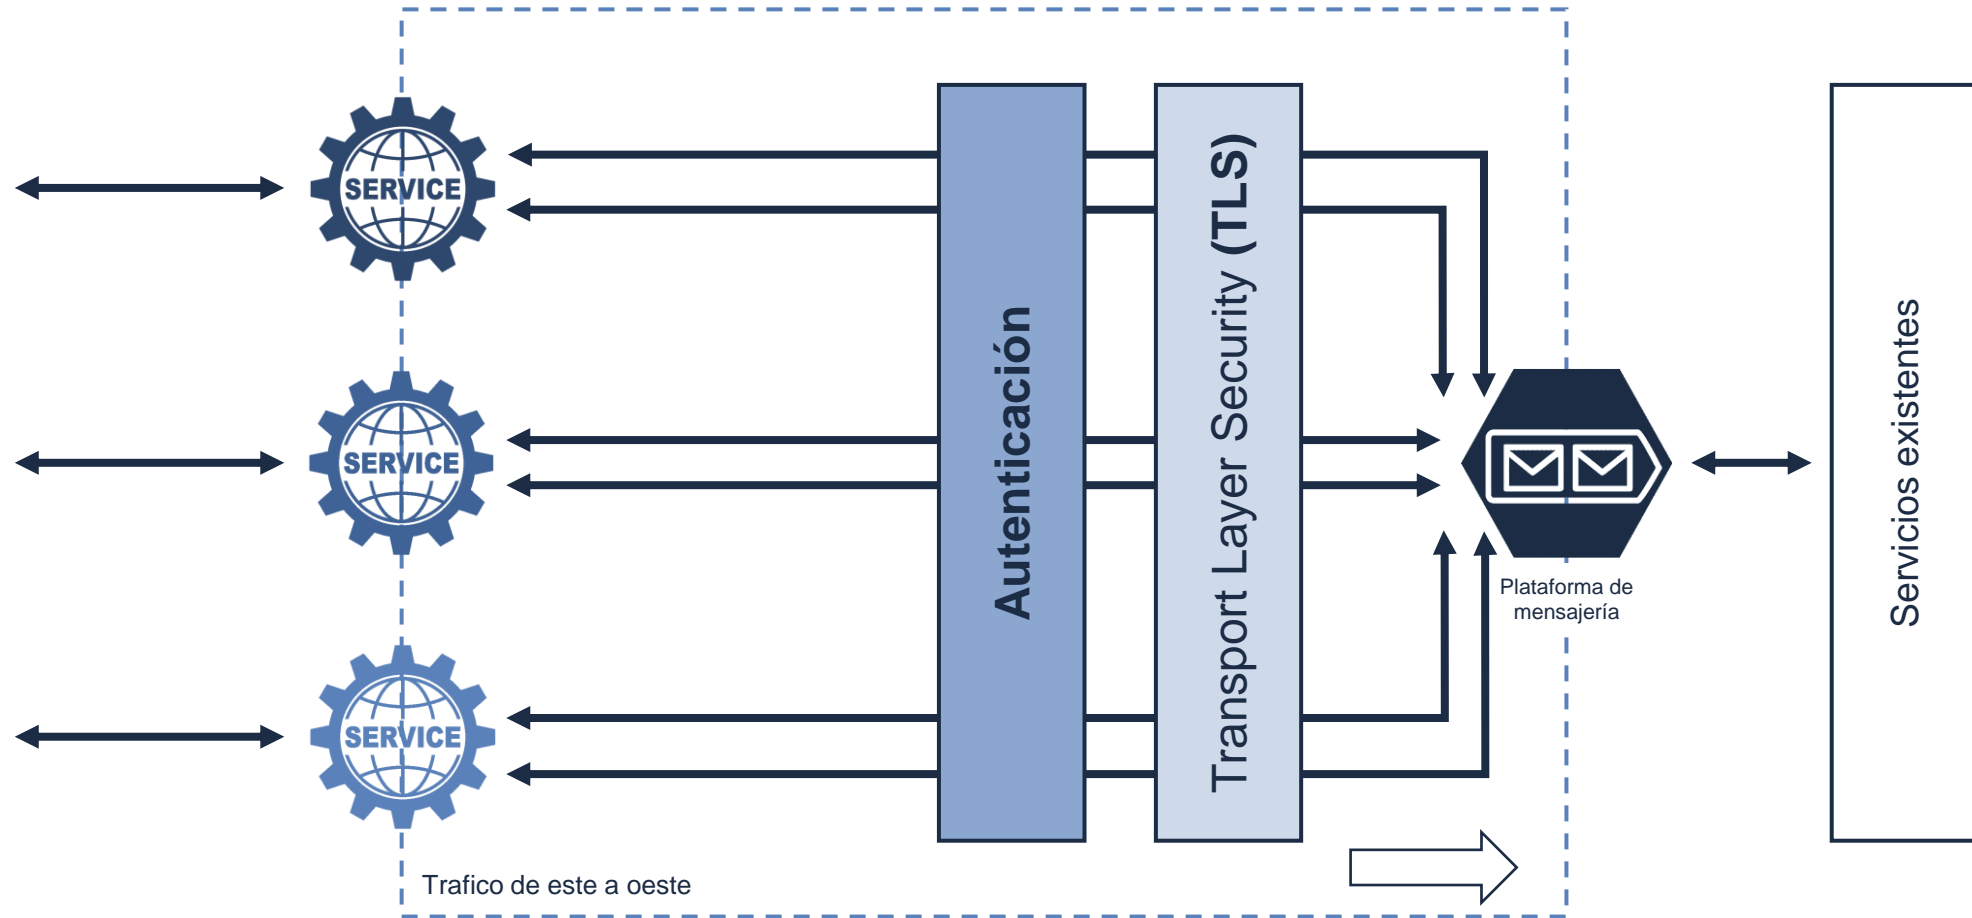 SERVICE
SERVICE
SERVICE
Autenticación
Transport Layer Security (TLS)
Plataforma de
mensajería
Servicios existentes
Trafico de este a oeste